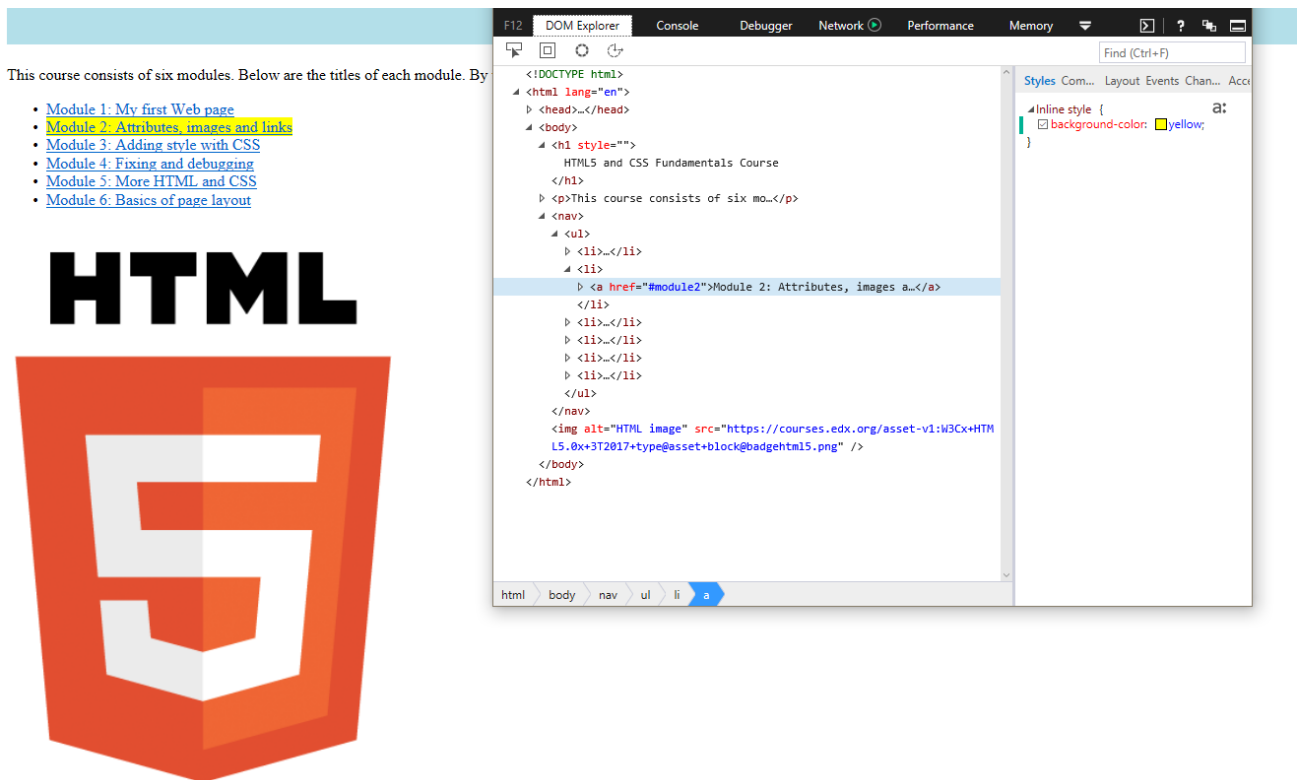 This course consists of six modules. Below are the titles of each module. By
• Module 1: My first Web page
• Module 2: Attributes, images and links
• Module 3: Adding style with CSS
• Module 4: Fixing and debugging
• Module 5: More HTML and CSS
• Module 6: Basics of page layout
HTML
5
F12 DOM Explorer Console Debugger Network Performance Memory ?
Find (Ctrl+F)
<!DOCTYPE html>
<html lang="en">
<head>…</head>
<body>
<h1 style="">
HTML5 and CSS Fundamentals Course
</h1>
<p>This course consists of six mo…</p>
<nav>
<ul>
<li>…</li>
<li>
<a href="#module2">Module 2: Attributes, images a…</a>
</li>
<li>…</li>
<li>…</li>
<li>…</li>
<li>…</li>
</ul>
</nav>
<img alt="HTML image" src="https://courses.edx.org/asset-v1:W3Cx+HTM
L5.0x+3T2017+type@asset+block@badgehtml5.png" />
</body>
</html>
html body nav ul li a
Styles Com... Layout Events Chan... Acce
Inline style { a:
background-color: yellow;
}